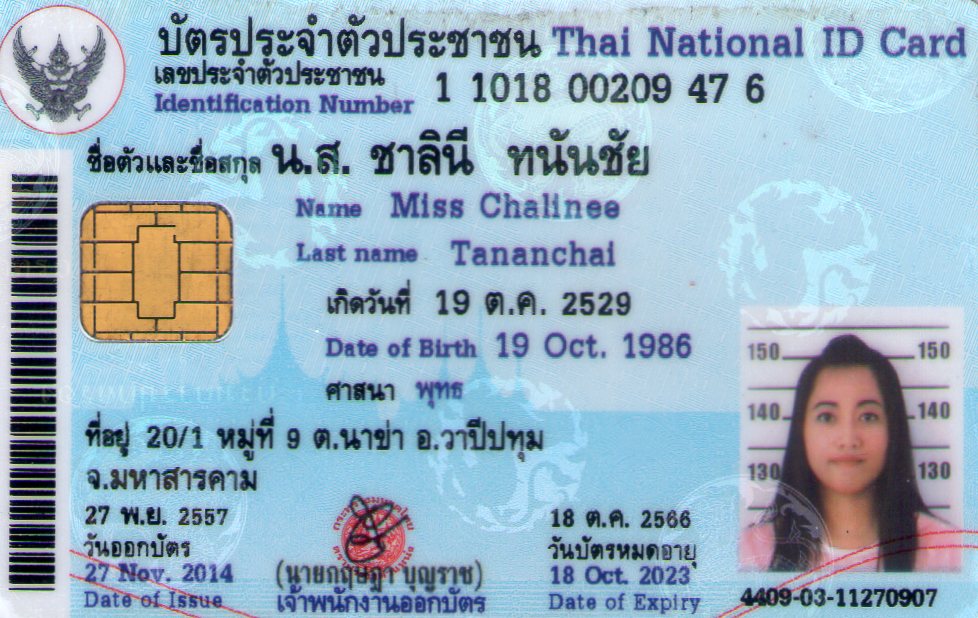 บัตรประจำตัวประชาชน Thai National ID Card
เลขประจำตัวประชาชน
Identification Number 1 1018 00209 47 6
ชื่อตัวและชื่อสกุล น.ส. ชาลินี ทนันชัย
Name Miss Chalinee
Last name Tananchai
เกิดวันที่ 19 ต.ค. 2529
Date of Birth 19 Oct. 1986
ศาสนา พุทธ
ที่อยู่ 20/1 หมู่ที่ 9 ต.นาข่า อ.วาปีปทุม
จ.มหาสารคาม
27 พ.ย. 2557
วันออกบัตร
27 Nov. 2014
Date of Issue
(นายกฤษฎา บุญราช)
เจ้าพนักงานออกบัตร
18 ต.ค. 2566
วันบัตรหมดอายุ
18 Oct. 2023
Date of Expiry
150 150
140 140
130 130
4409-03-11270907